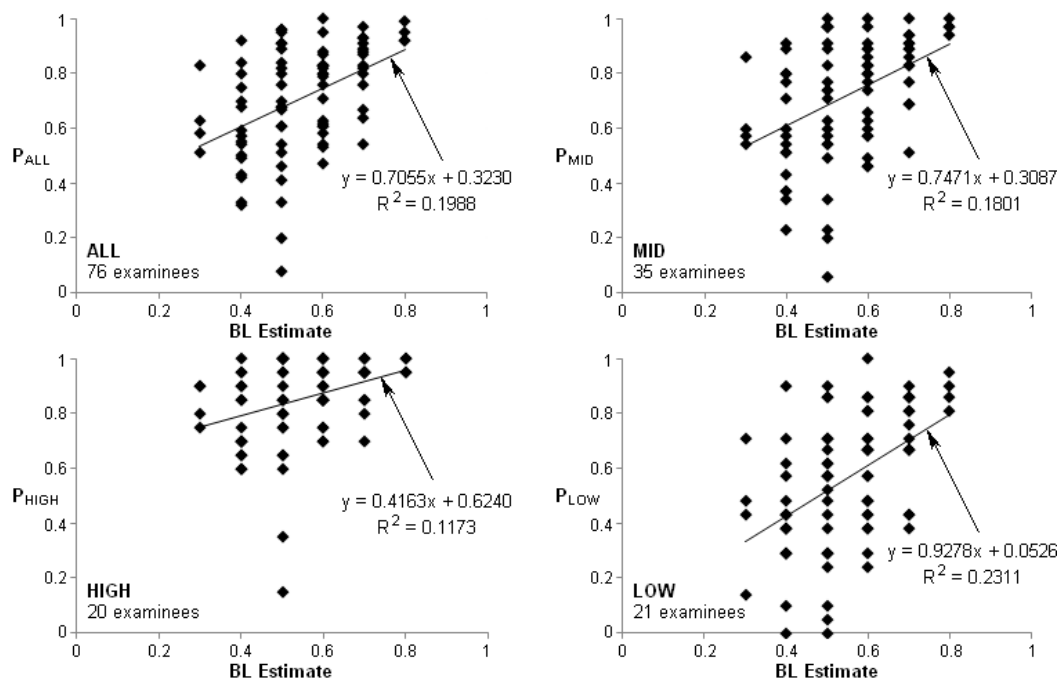 1
0.8
0.6
P_ALL
0.4
0.2
0
y = 0.7055x + 0.3230
R² = 0.1988
ALL
76 examinees
0 0.2 0.4 0.6 0.8 1
BL Estimate
1
0.8
0.6
P_MID
0.4
0.2
0
y = 0.7471x + 0.3087
R² = 0.1801
MID
35 examinees
0 0.2 0.4 0.6 0.8 1
BL Estimate
1
0.8
0.6
P_HIGH
0.4
0.2
0
y = 0.4163x + 0.6240
R² = 0.1173
HIGH
20 examinees
0 0.2 0.4 0.6 0.8 1
BL Estimate
1
0.8
0.6
P_LOW
0.4
0.2
0
y = 0.9278x + 0.0526
R² = 0.2311
LOW
21 examinees
0 0.2 0.4 0.6 0.8 1
BL Estimate